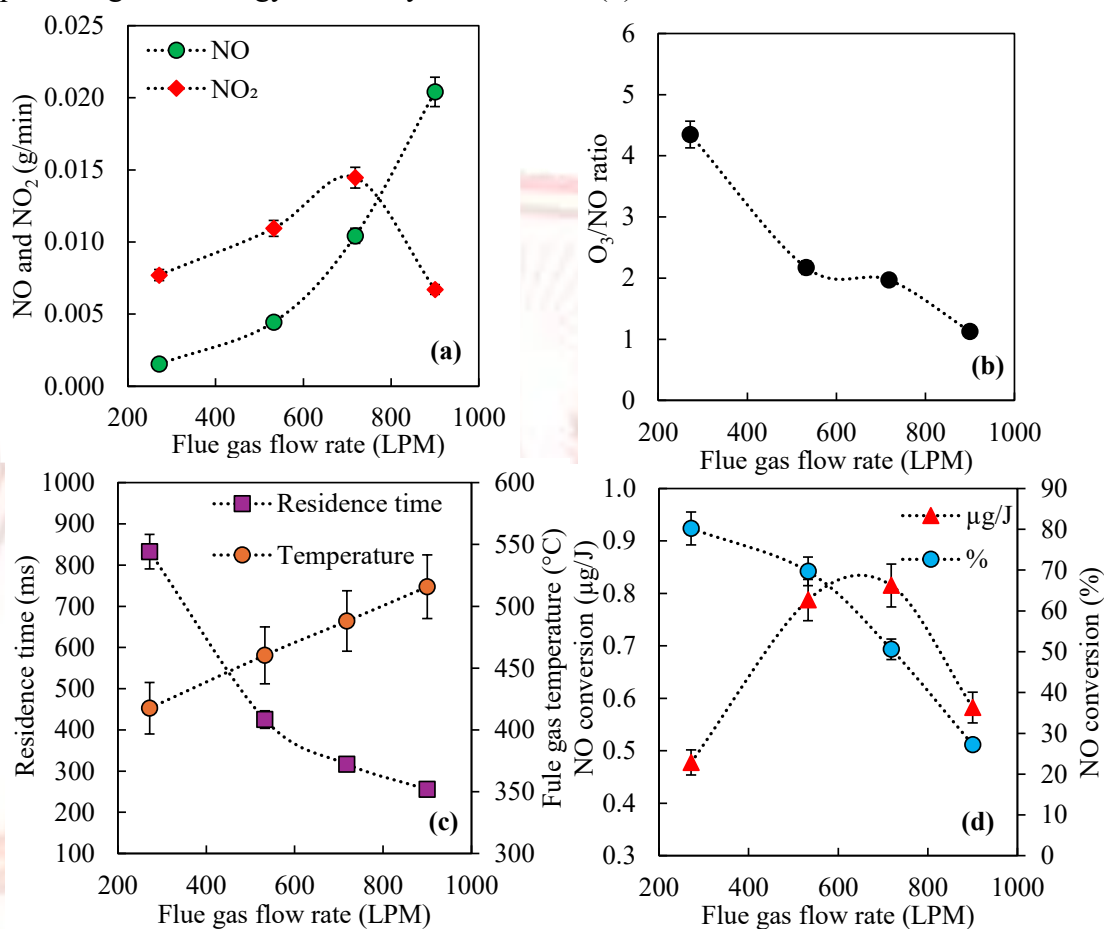 NO
NO₂
0.025
0.020
0.015
0.010
0.005
0.000
NO and NO₂ (g/min)
(a)
200 400 600 800 1000
Flue gas flow rate (LPM)
6
5
4
3
2
1
0
O₃/NO ratio
(b)
200 400 600 800 1000
Flue gas flow rate (LPM)
Residence time
Temperature
1000
900
800
700
600
500
400
300
200
100
Residence time (ms)
600
550
500
450
400
350
300
Fule gas temperature (°C)
(c)
200 400 600 800 1000
Flue gas flow rate (LPM)
µg/J
%
1.0
0.9
0.8
0.7
0.6
0.5
0.4
0.3
NO conversion (µg/J)
90
80
70
60
50
40
30
20
10
0
NO conversion (%)
(d)
200 400 600 800 1000
Flue gas flow rate (LPM)